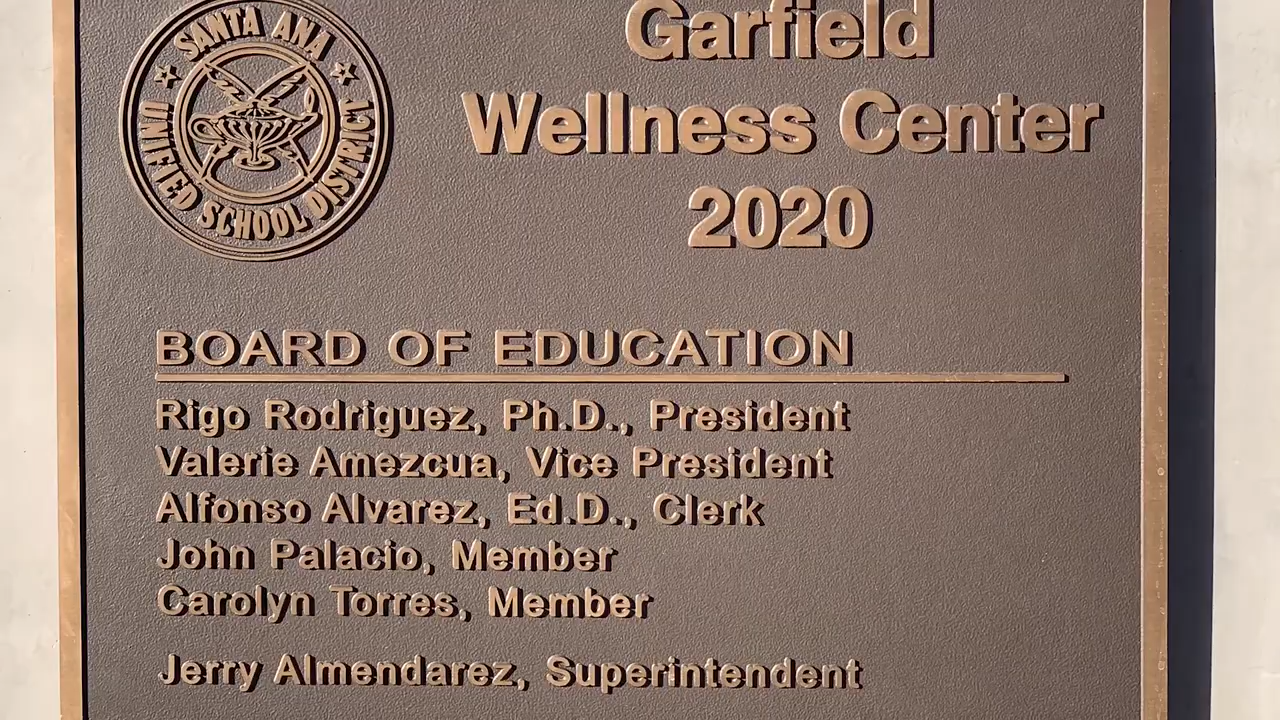 SANTA ANA
UNIFIED SCHOOL DISTRICT
Garfield
Wellness Center
2020
BOARD OF EDUCATION
Rigo Rodriguez, Ph.D., President
Valerie Amezcua, Vice President
Alfonso Alvarez, Ed.D., Clerk
John Palacio, Member
Carolyn Torres, Member
Jerry Almendarez, Superintendent